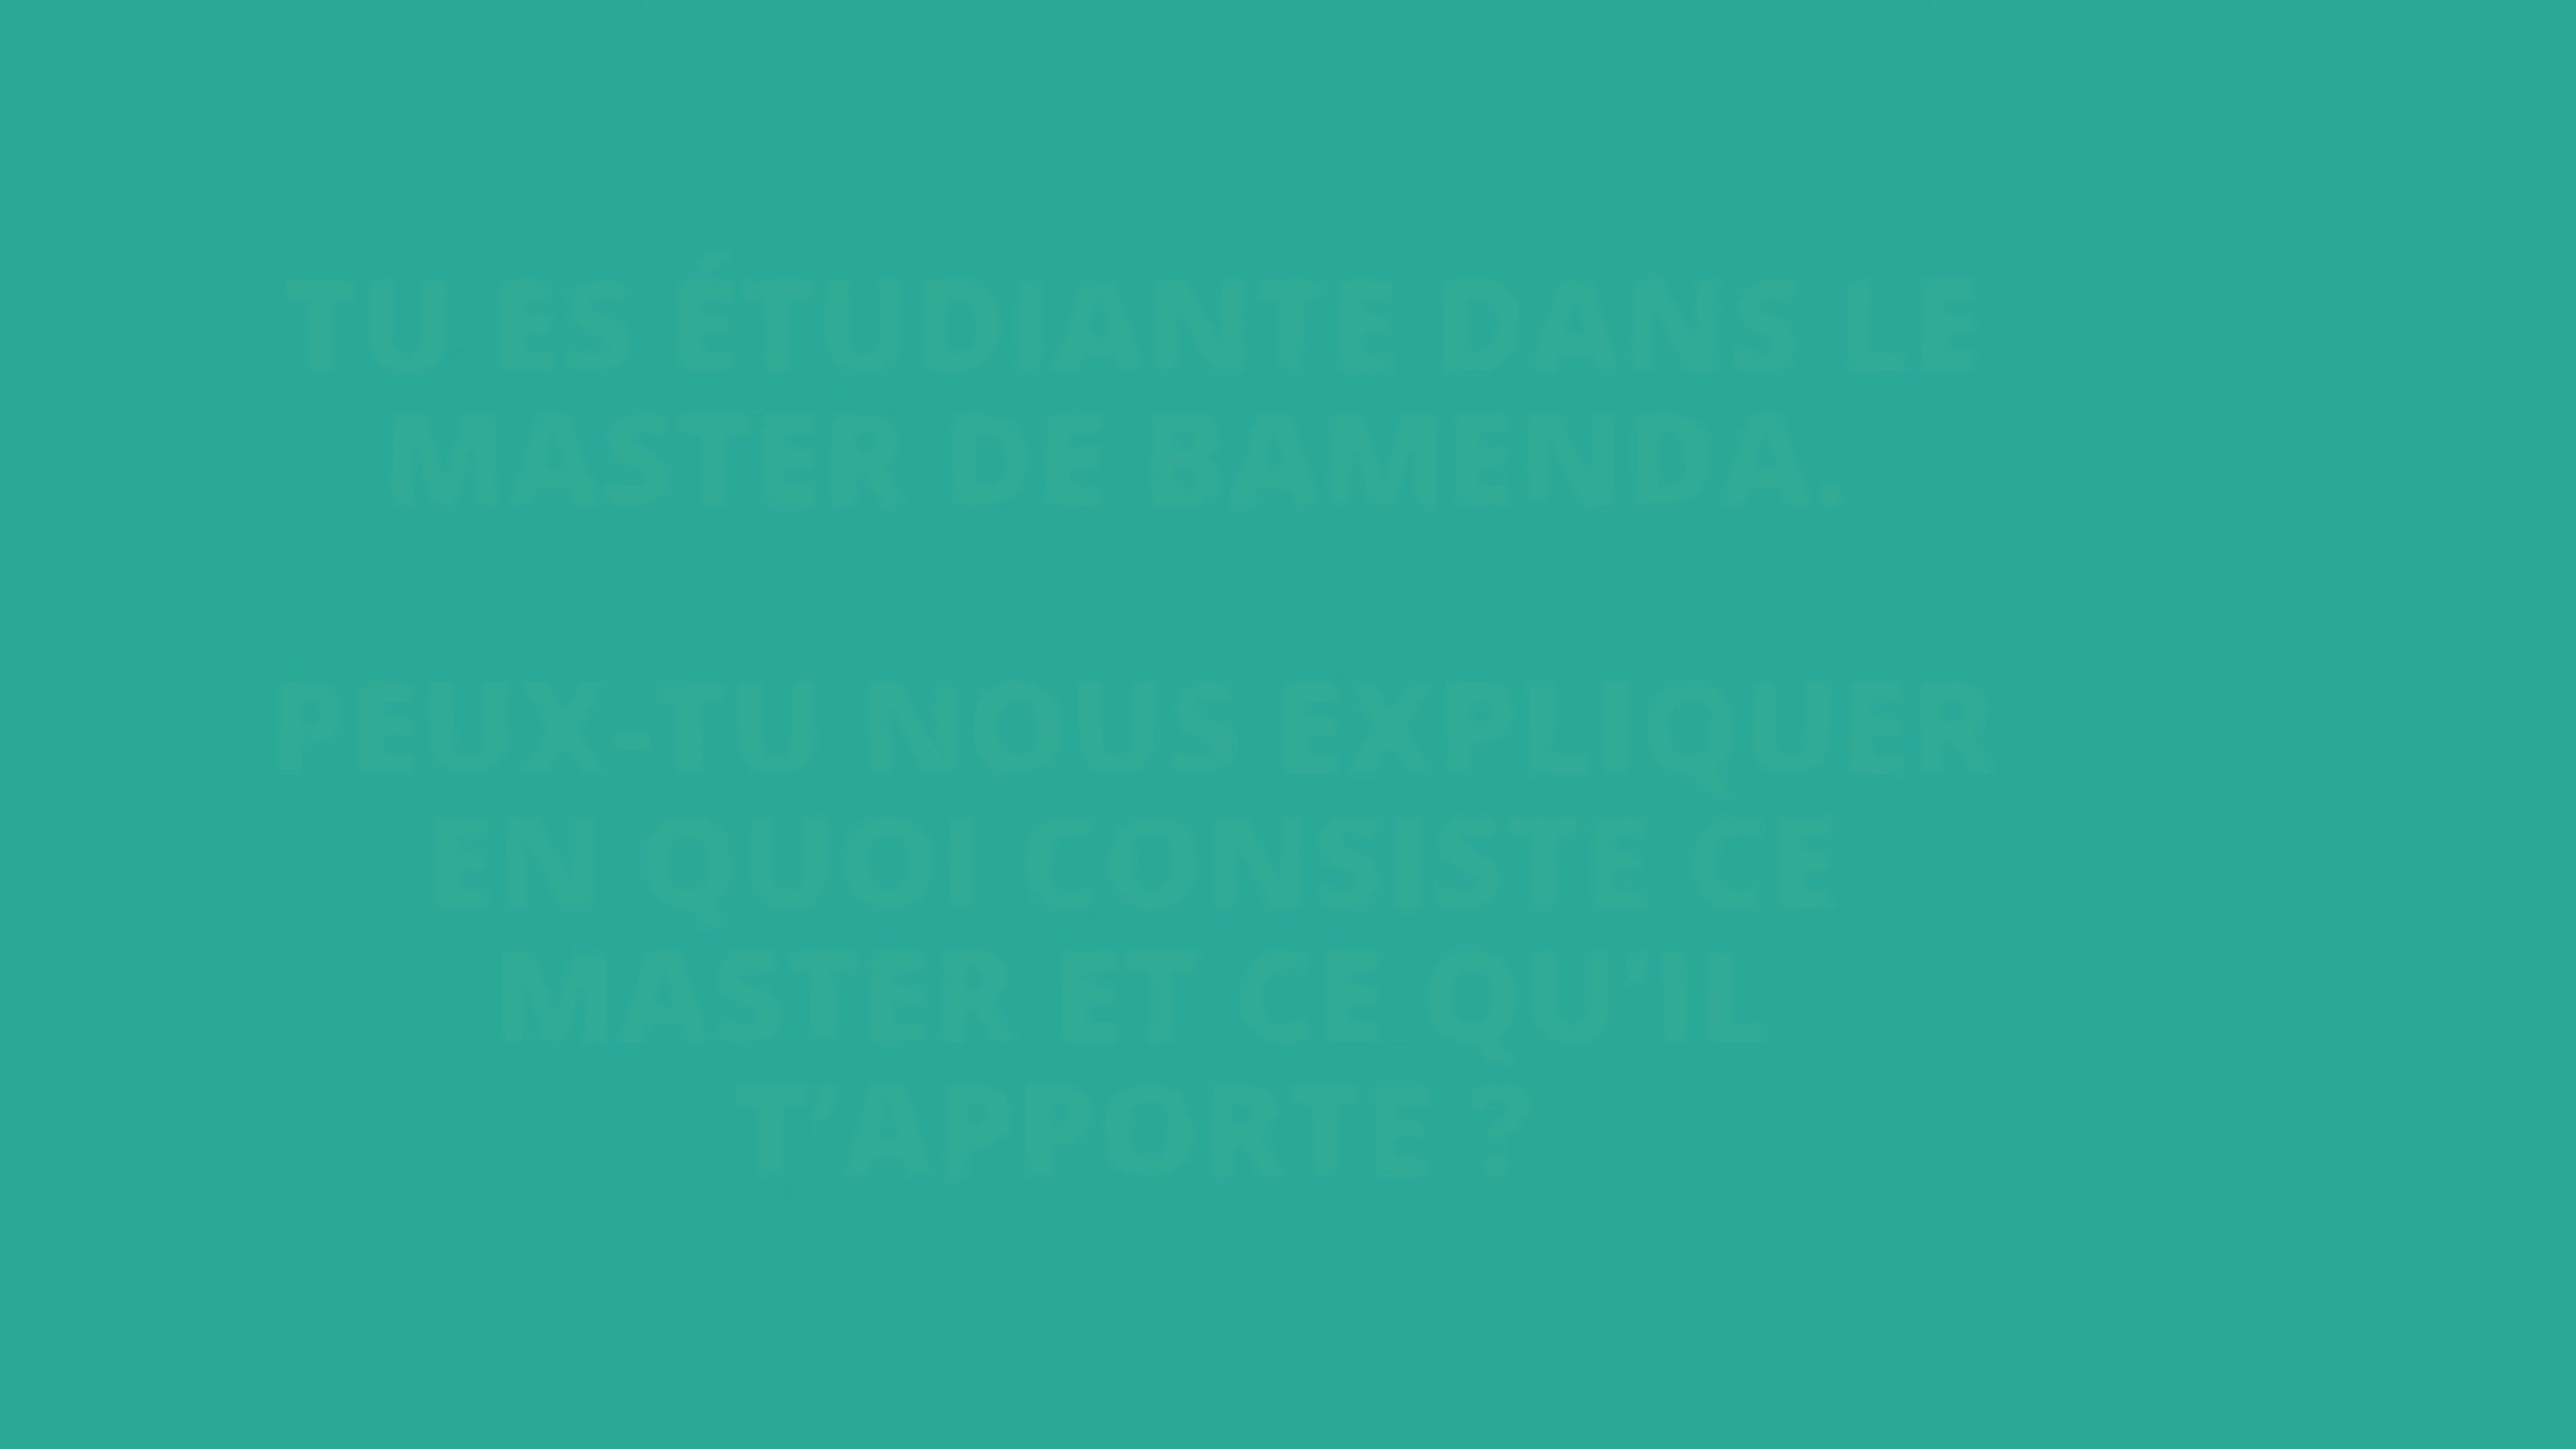 TU ES ÉTUDIANTE DANS LE
MASTER DE BAMENDA.
PEUX-TU NOUS EXPLIQUER
EN QUOI CONSISTE CE
MASTER ET CE QU'IL
T'APPORTE ?